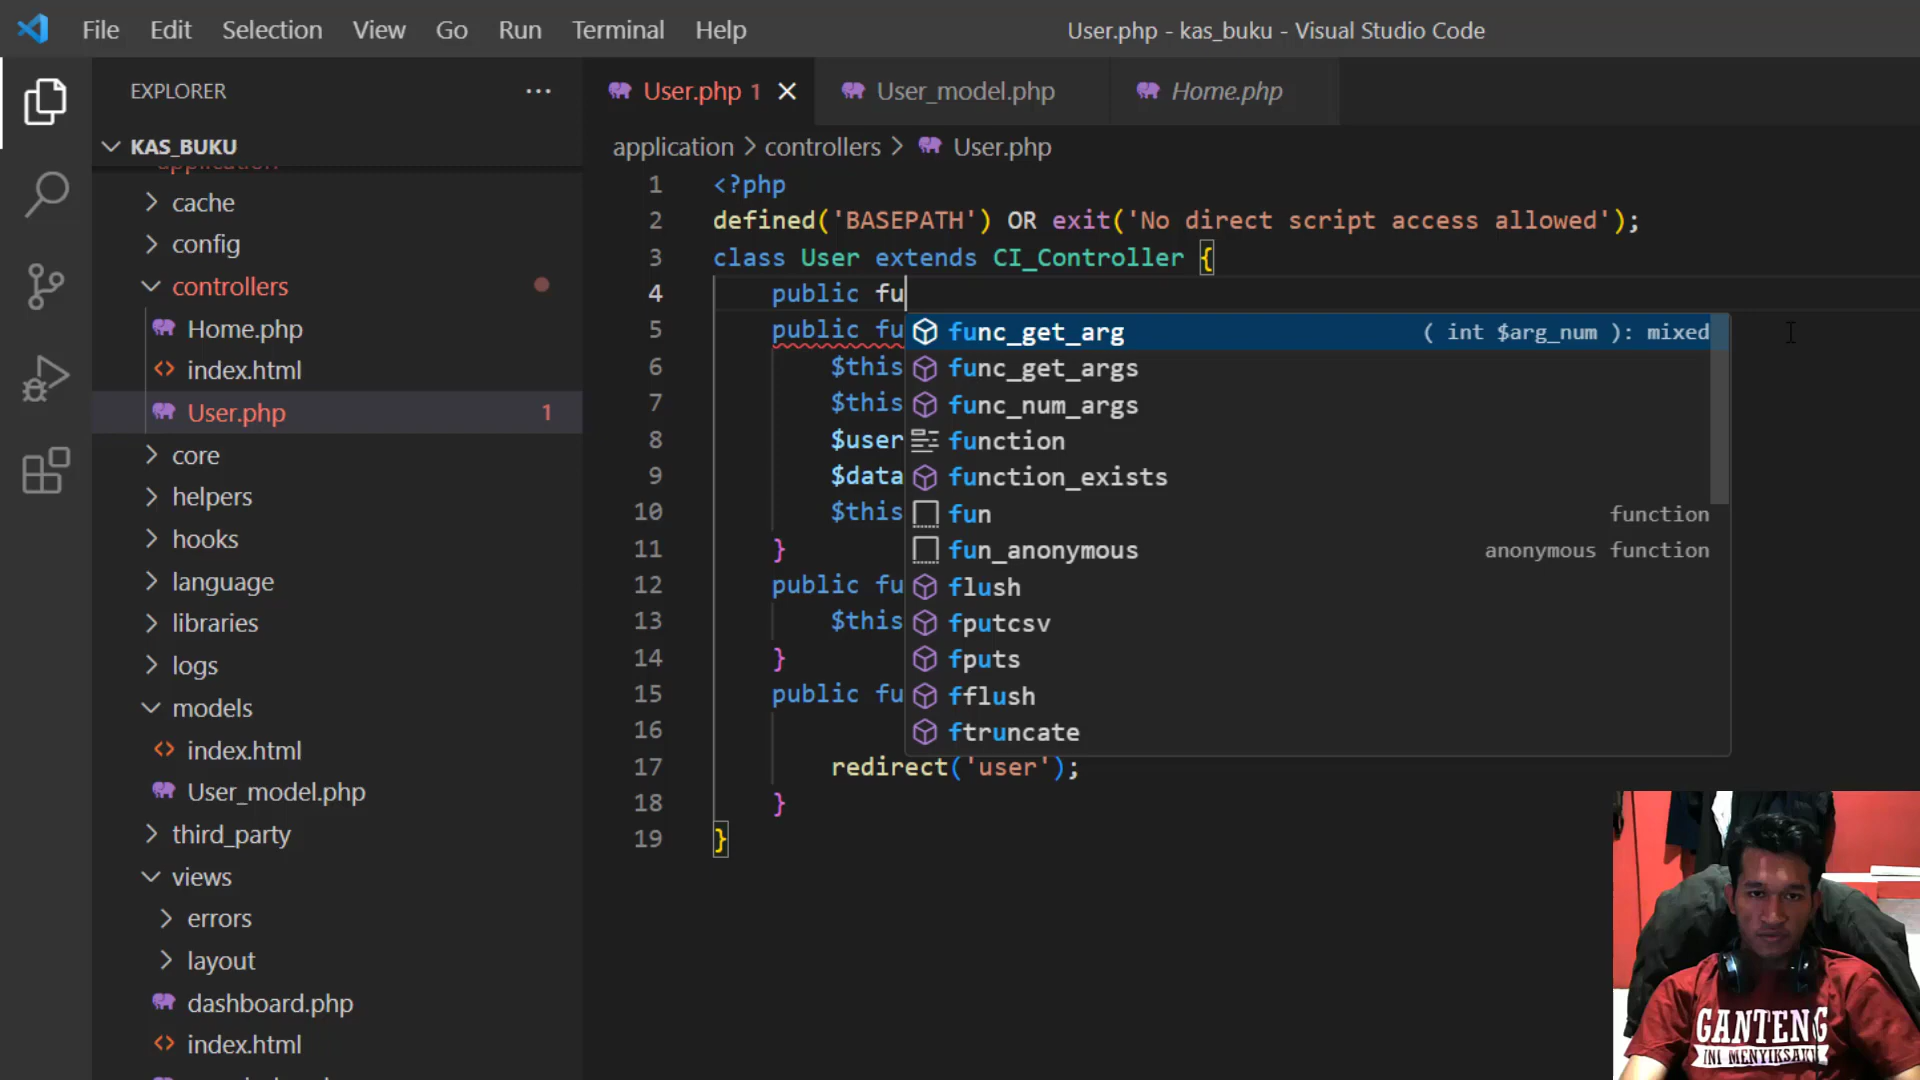 File Edit Selection View Go Run Terminal Help
User.php - kas_buku - Visual Studio Code
EXPLORER
KAS_BUKU
application
cache
config
controllers
Home.php
index.html
User.php 1
core
helpers
hooks
language
libraries
logs
models
index.html
User_model.php
third_party
views
errors
layout
dashboard.php
index.html
User.php 1
User_model.php
Home.php
application > controllers > User.php
1 <?php
2 defined('BASEPATH') OR exit('No direct script access allowed');
3 class User extends CI_Controller {
4 public fu
5 public fu
6 $this
7 $this
8 $user
9 $data
10 $this
11 }
12 public fu
13 $this
14 }
15 public fu
16
17 redirect('user');
18 }
19 }
func_get_arg ( int $arg_num ): mixed
func_get_args
func_num_args
function
function_exists
fun function
fun_anonymous anonymous function
flush
fputcsv
fputs
fflush
ftruncate
GANTENG
INI MENYIKSAKU